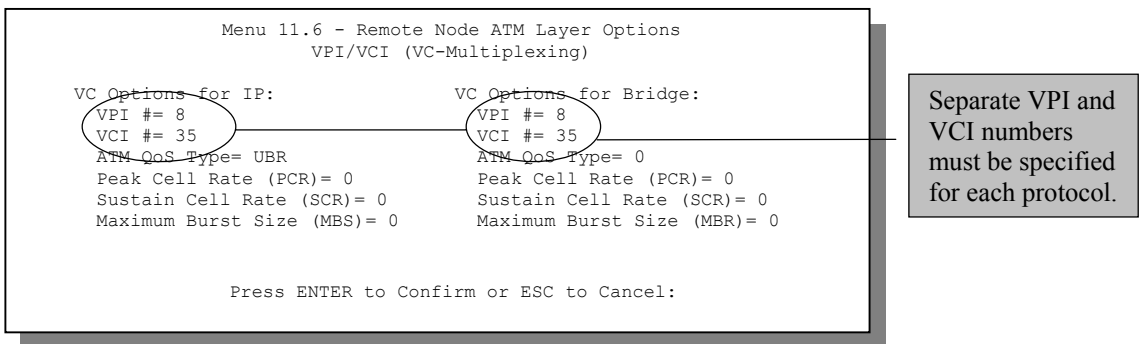 Menu 11.6 - Remote Node ATM Layer Options
VPI/VCI (VC-Multiplexing)
VC Options for IP: VC Options for Bridge:
VPI #= 8 VPI #= 8
VCI #= 35 VCI #= 35
ATM QoS Type= UBR ATM QoS Type= 0
Peak Cell Rate (PCR)= 0 Peak Cell Rate (PCR)= 0
Sustain Cell Rate (SCR)= 0 Sustain Cell Rate (SCR)= 0
Maximum Burst Size (MBS)= 0 Maximum Burst Size (MBR)= 0
Press ENTER to Confirm or ESC to Cancel:
Separate VPI and
VCI numbers
must be specified
for each protocol.